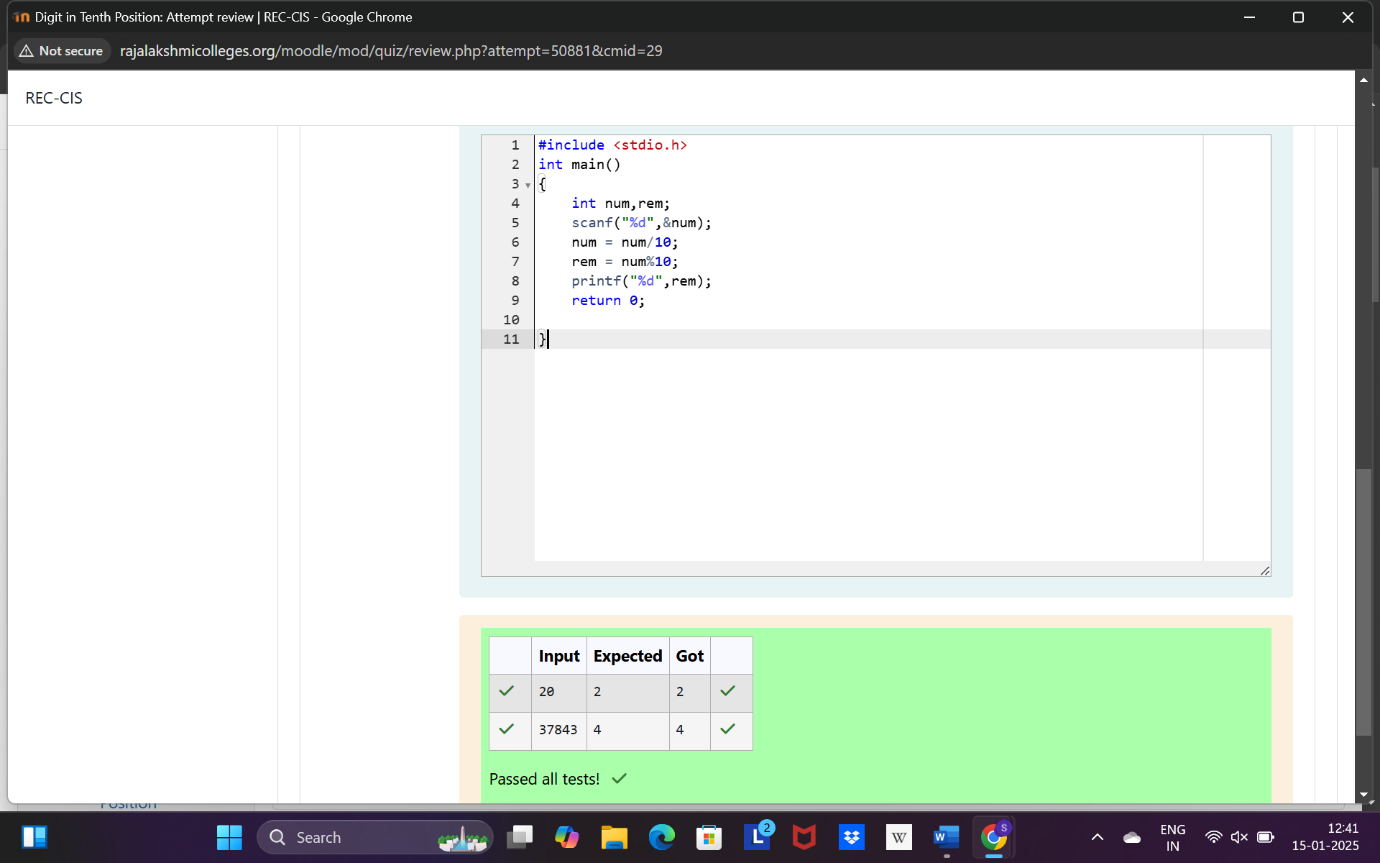 Digit in Tenth Position: Attempt review | REC-CIS - Google Chrome
Not secure rajalakshmicolleges.org/moodle/mod/quiz/review.php?attempt=50881&cmid=29
REC-CIS
1 #include <stdio.h>
2 int main()
3 {
4 int num,rem;
5 scanf("%d",&num);
6 num = num/10;
7 rem = num%10;
8 printf("%d",rem);
9 return 0;
10
11 }
Input Expected Got
20 2 2
37843 4 4
Passed all tests!
Position
Search
L 2
W
W
S
ENG
IN
12:41
15-01-2025